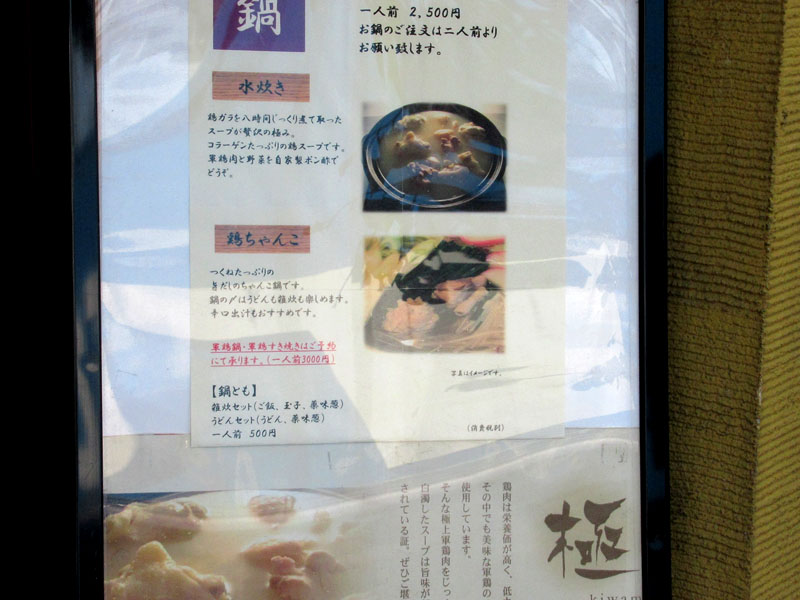 鍋
一人前 2,500円
お鍋のご注文は二人前より
お願い致します。
水炊き
鶏ガラを八時間じっくり煮て取った
スープが贅沢の極み。
コラーゲンたっぷりの鶏スープです。
軍鶏肉と野菜を自家製ポン酢で
どうぞ。
鶏ちゃんこ
つくねたっぷりの
旨だしのちゃんこ鍋です。
鍋の〆はうどんも雑炊も楽しめます。
辛口出汁もおすすめです。
軍鶏鍋・軍鶏すき焼きはご予約
にて承ります。(一人前3000円)
写真はイメージです。
【鍋とも】
雑炊セット(ご飯、玉子、薬味葱)
うどんセット(うどん、薬味葱)
一人前 500円
(消費税別)
極
kiwam
鶏肉は栄養価が高く、低
その中でも美味な軍鶏の
使用しています。
そんな極上軍鶏肉をじっ
白濁したスープは旨味が
されている証。ぜひご堪